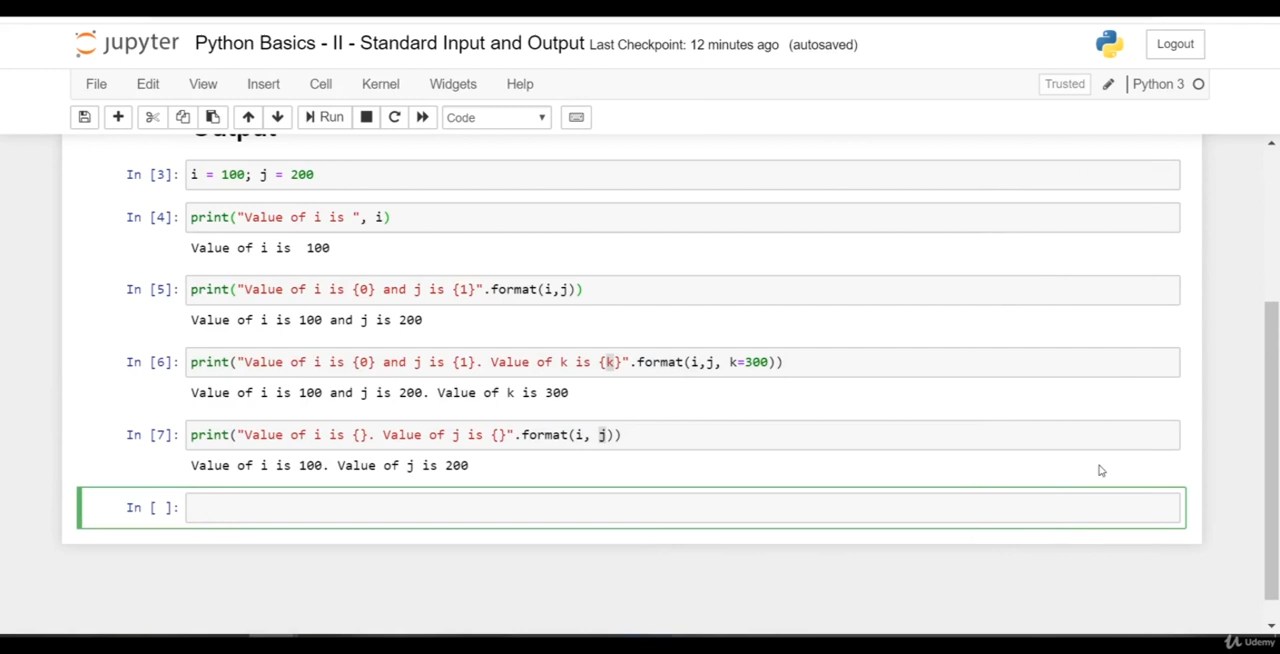 jupyter Python Basics - II - Standard Input and Output Last Checkpoint: 12 minutes ago (autosaved) Logout
File Edit View Insert Cell Kernel Widgets Help Trusted Python 3
Run Code
Output
In [3]: i = 100; j = 200
In [4]: print("Value of i is ", i)
Value of i is  100
In [5]: print("Value of i is {0} and j is {1}".format(i,j))
Value of i is 100 and j is 200
In [6]: print("Value of i is {0} and j is {1}. Value of k is {k}".format(i,j, k=300))
Value of i is 100 and j is 200. Value of k is 300
In [7]: print("Value of i is {}. Value of j is {}".format(i, j))
Value of i is 100. Value of j is 200
In [ ]:
Udemy